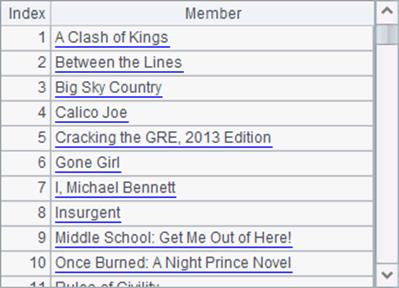 Index Member
1 A Clash of Kings
2 Between the Lines
3 Big Sky Country
4 Calico Joe
5 Cracking the GRE, 2013 Edition
6 Gone Girl
7 I, Michael Bennett
8 Insurgent
9 Middle School: Get Me Out of Here!
10 Once Burned: A Night Prince Novel
11 Rules of Civility